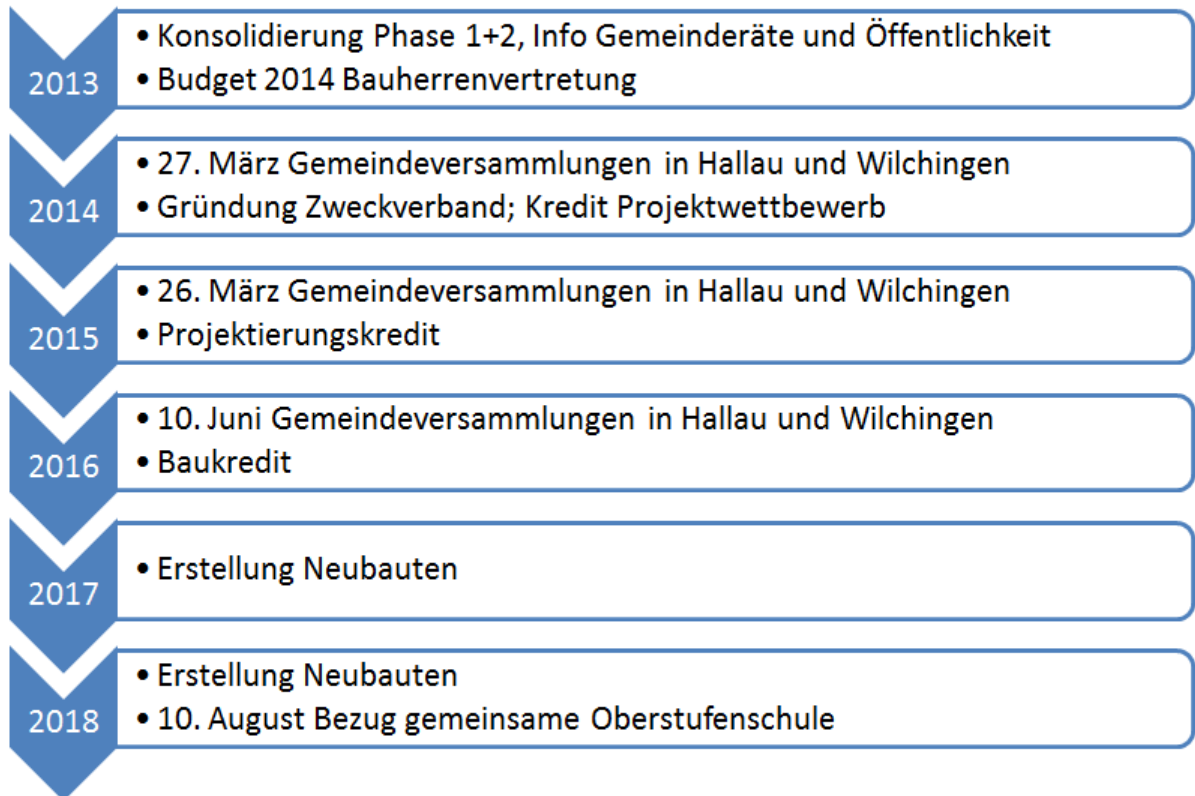 2013
• Konsolidierung Phase 1+2, Info Gemeinderäte und Öffentlichkeit
• Budget 2014 Bauherrenvertretung
2014
• 27. März Gemeindeversammlungen in Hallau und Wilchingen
• Gründung Zweckverband; Kredit Projektwettbewerb
2015
• 26. März Gemeindeversammlungen in Hallau und Wilchingen
• Projektierungskredit
2016
• 10. Juni Gemeindeversammlungen in Hallau und Wilchingen
• Baukredit
2017
• Erstellung Neubauten
2018
• Erstellung Neubauten
• 10. August Bezug gemeinsame Oberstufenschule